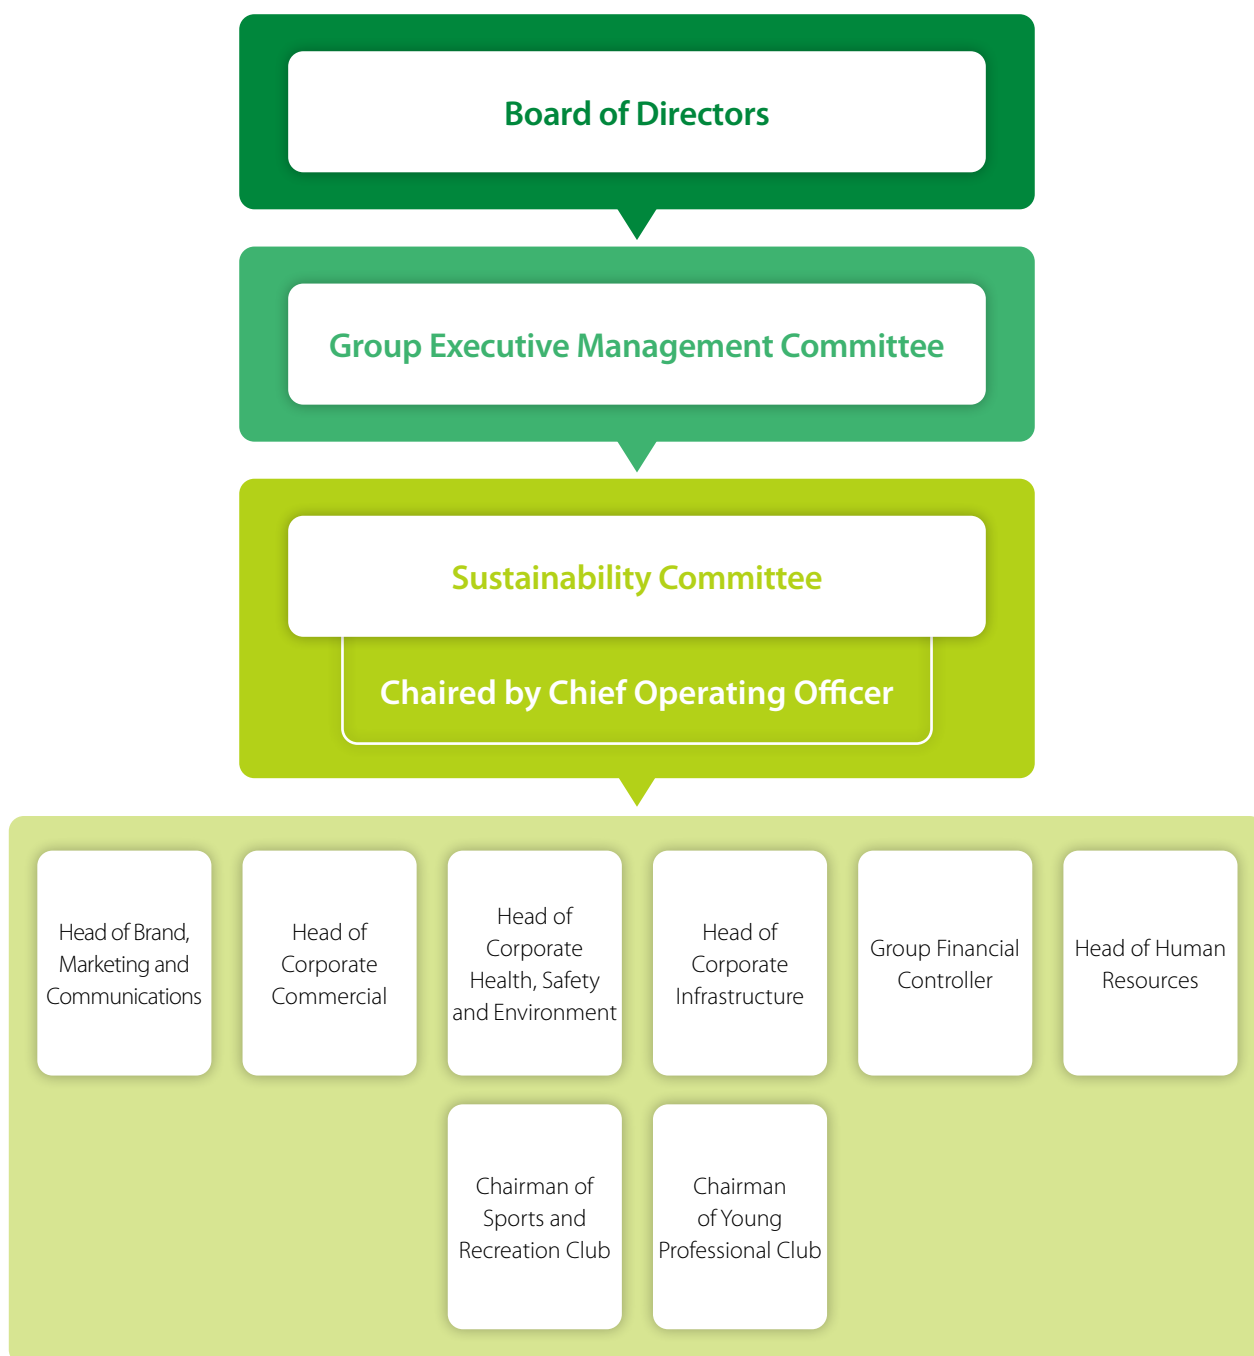 Board of Directors
Group Executive Management Committee
Sustainability Committee
Chaired by Chief Operating Officer
Head of Brand,
Marketing and
Communications
Head of
Corporate
Commercial
Head of
Corporate
Health, Safety
and Environment
Head of
Corporate
Infrastructure
Group Financial
Controller
Head of Human
Resources
Chairman of
Sports and
Recreation Club
Chairman
of Young
Professional Club